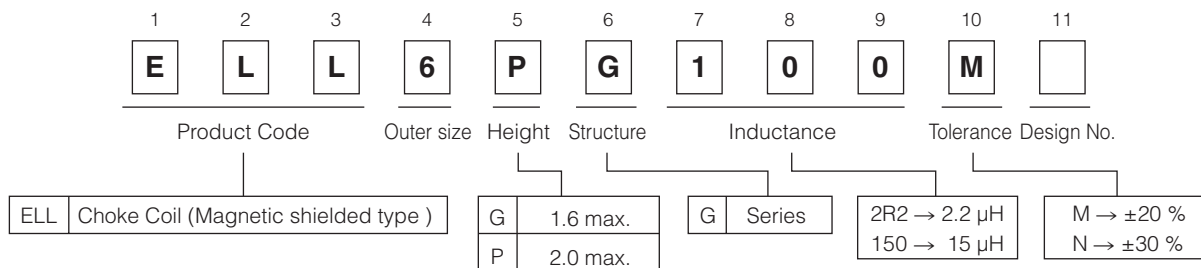 1 2 3 4 5 6 7 8 9 10 11
E L L 6 P G 1 0 0 M
Product Code Outer size Height Structure Inductance Tolerance Design No.
ELL Choke Coil (Magnetic shielded type )
G 1.6 max.
P 2.0 max.
G Series
2R2 → 2.2 µH
150 → 15 µH
M → ±20 %
N → ±30 %